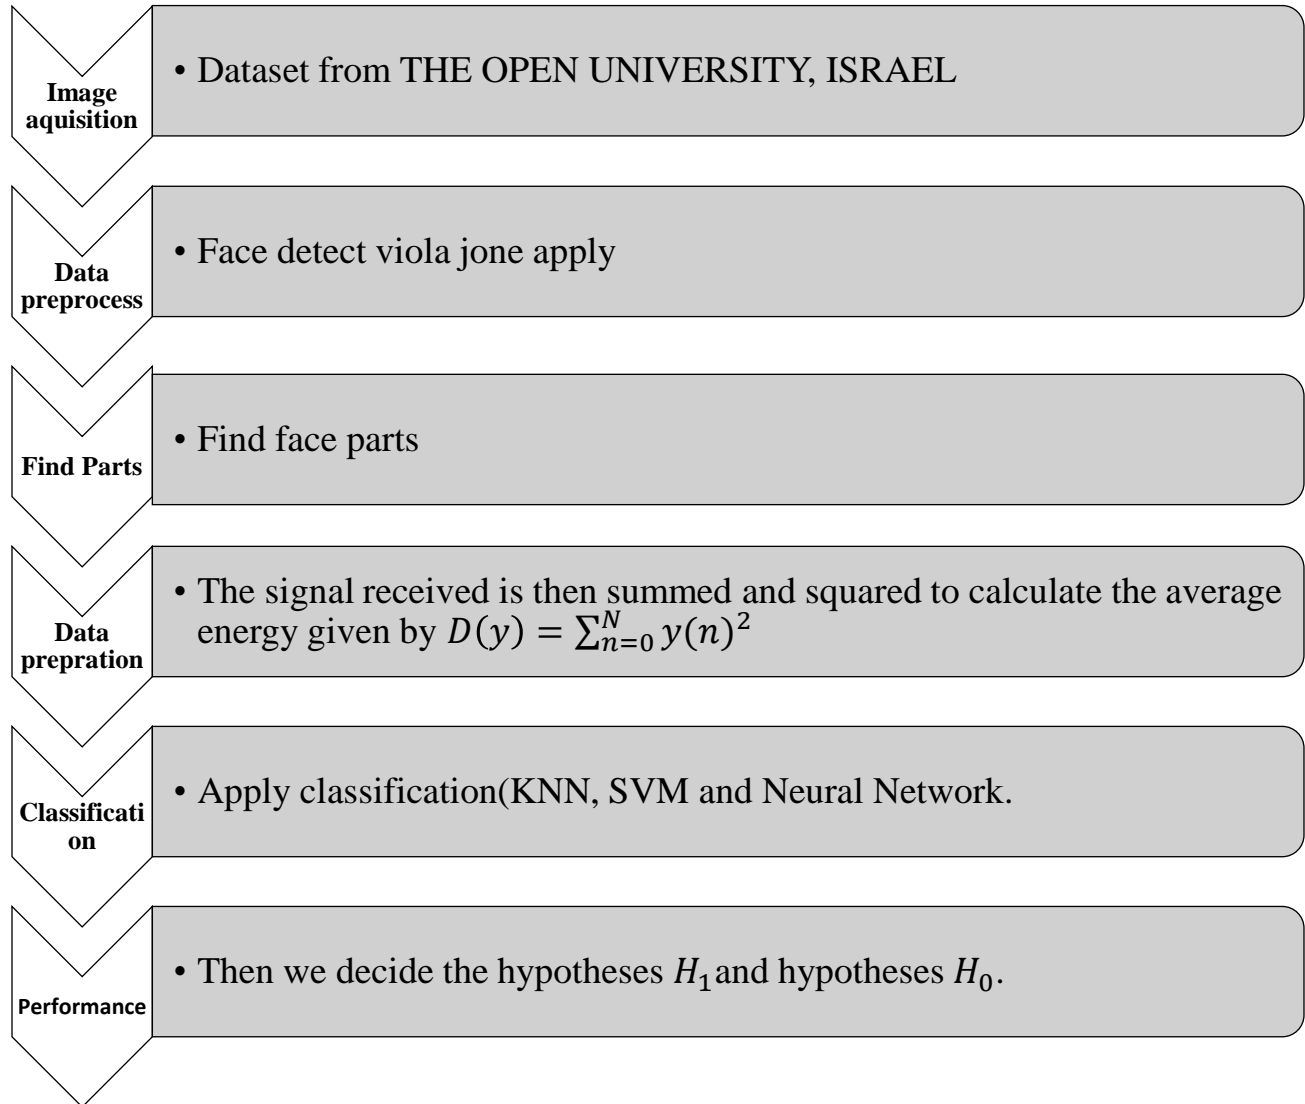 Image
aquisition
• Dataset from THE OPEN UNIVERSITY, ISRAEL
Data
preprocess
• Face detect viola jone apply
Find Parts
• Find face parts
Data
prepration
• The signal received is then summed and squared to calculate the average
energy given by $D(y) = \sum_{n=0}^{N} y(n)^2$
Classificati
on
• Apply classification(KNN, SVM and Neural Network.
Performance
• Then we decide the hypotheses $H_1$and hypotheses $H_0$.